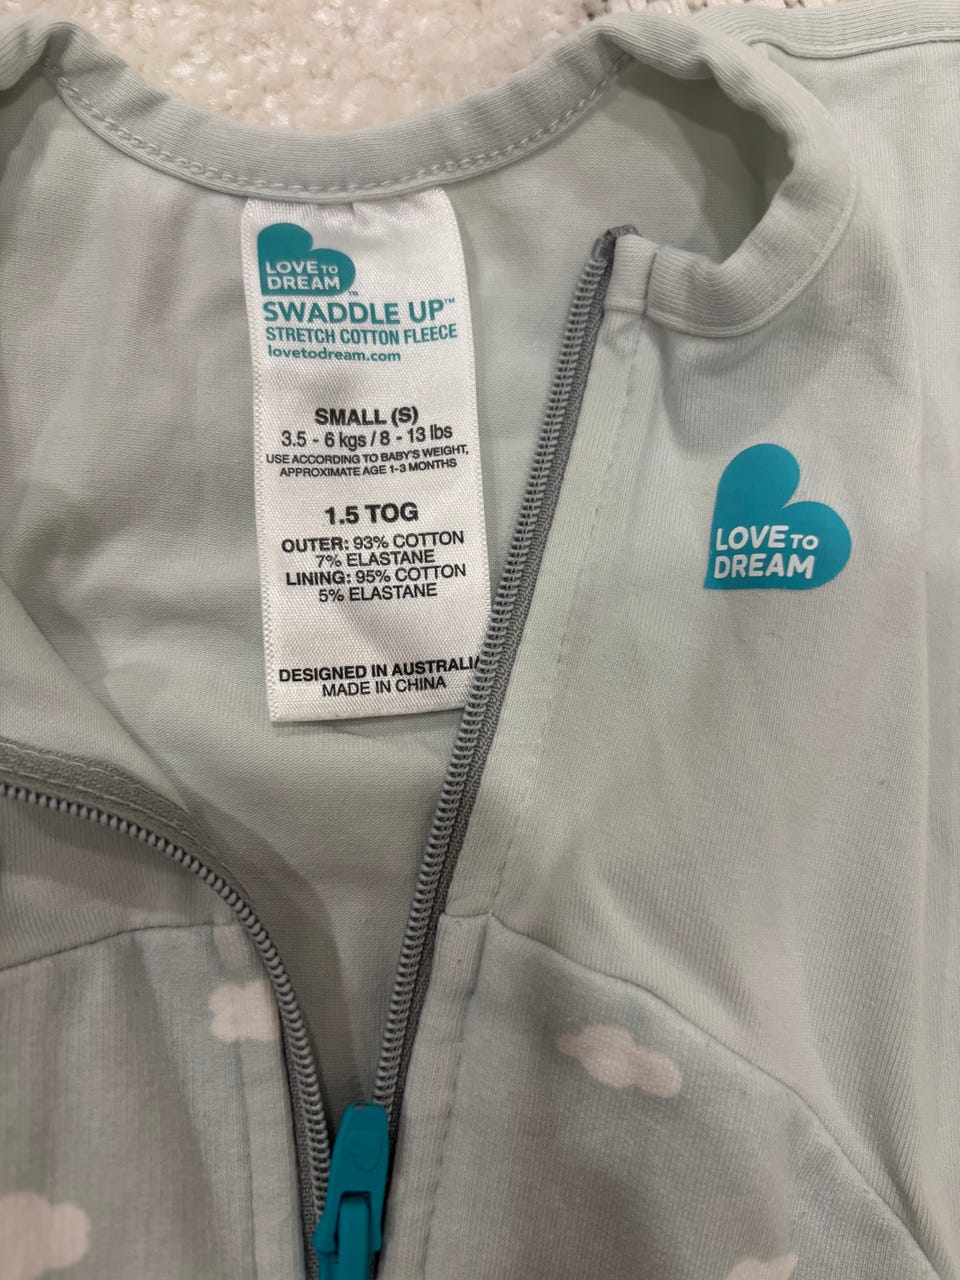 LOVE TO
DREAM™
SWADDLE UP™
STRETCH COTTON FLEECE
lovetodream.com
SMALL (S)
3.5 - 6 kgs / 8 - 13 lbs
USE ACCORDING TO BABY'S WEIGHT,
APPROXIMATE AGE 1-3 MONTHS
1.5 TOG
OUTER: 93% COTTON
7% ELASTANE
LINING: 95% COTTON
5% ELASTANE
DESIGNED IN AUSTRALIA
MADE IN CHINA
LOVE TO
DREAM